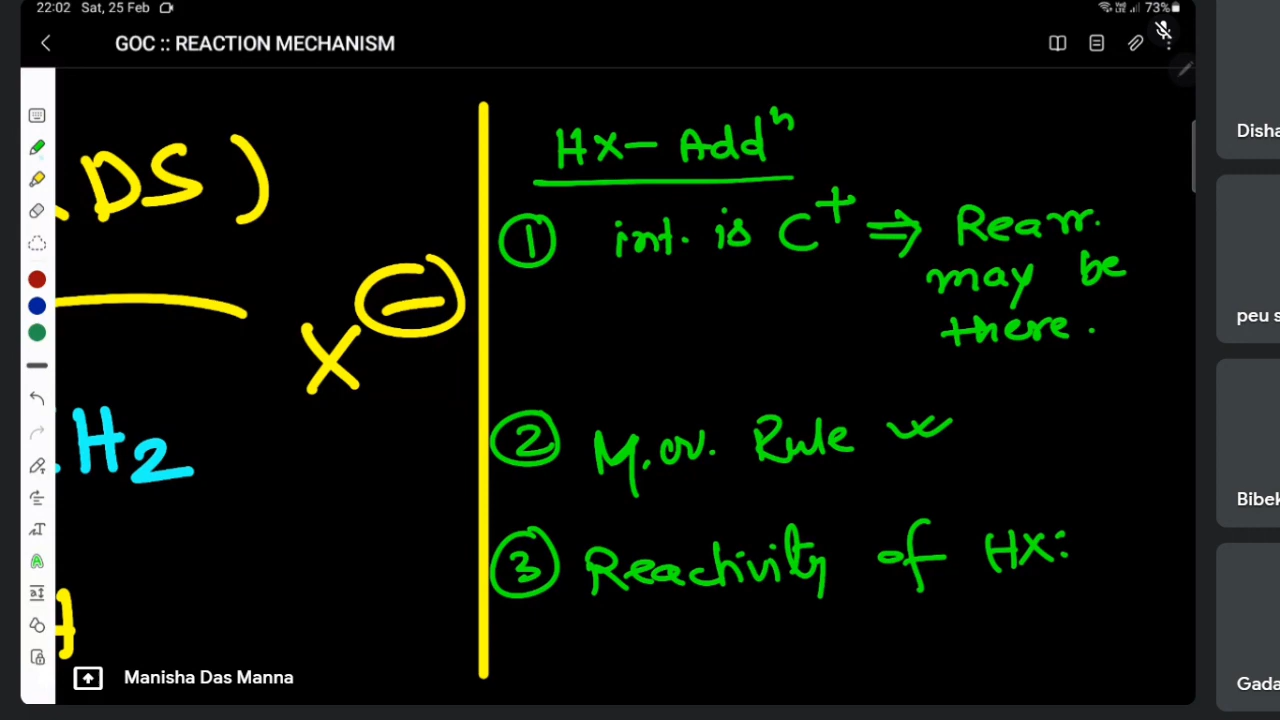 22:02 Sat, 25 Feb
73%
GOC :: REACTION MECHANISM
DS)
X⊖
H2
HX- Addn
① int. is C+ ⇒ Rearr.
may be
there.
② M.ov. Rule
③ Reactivity of HX:
Manisha Das Manna
Disha
peu s
Bibek
Gada